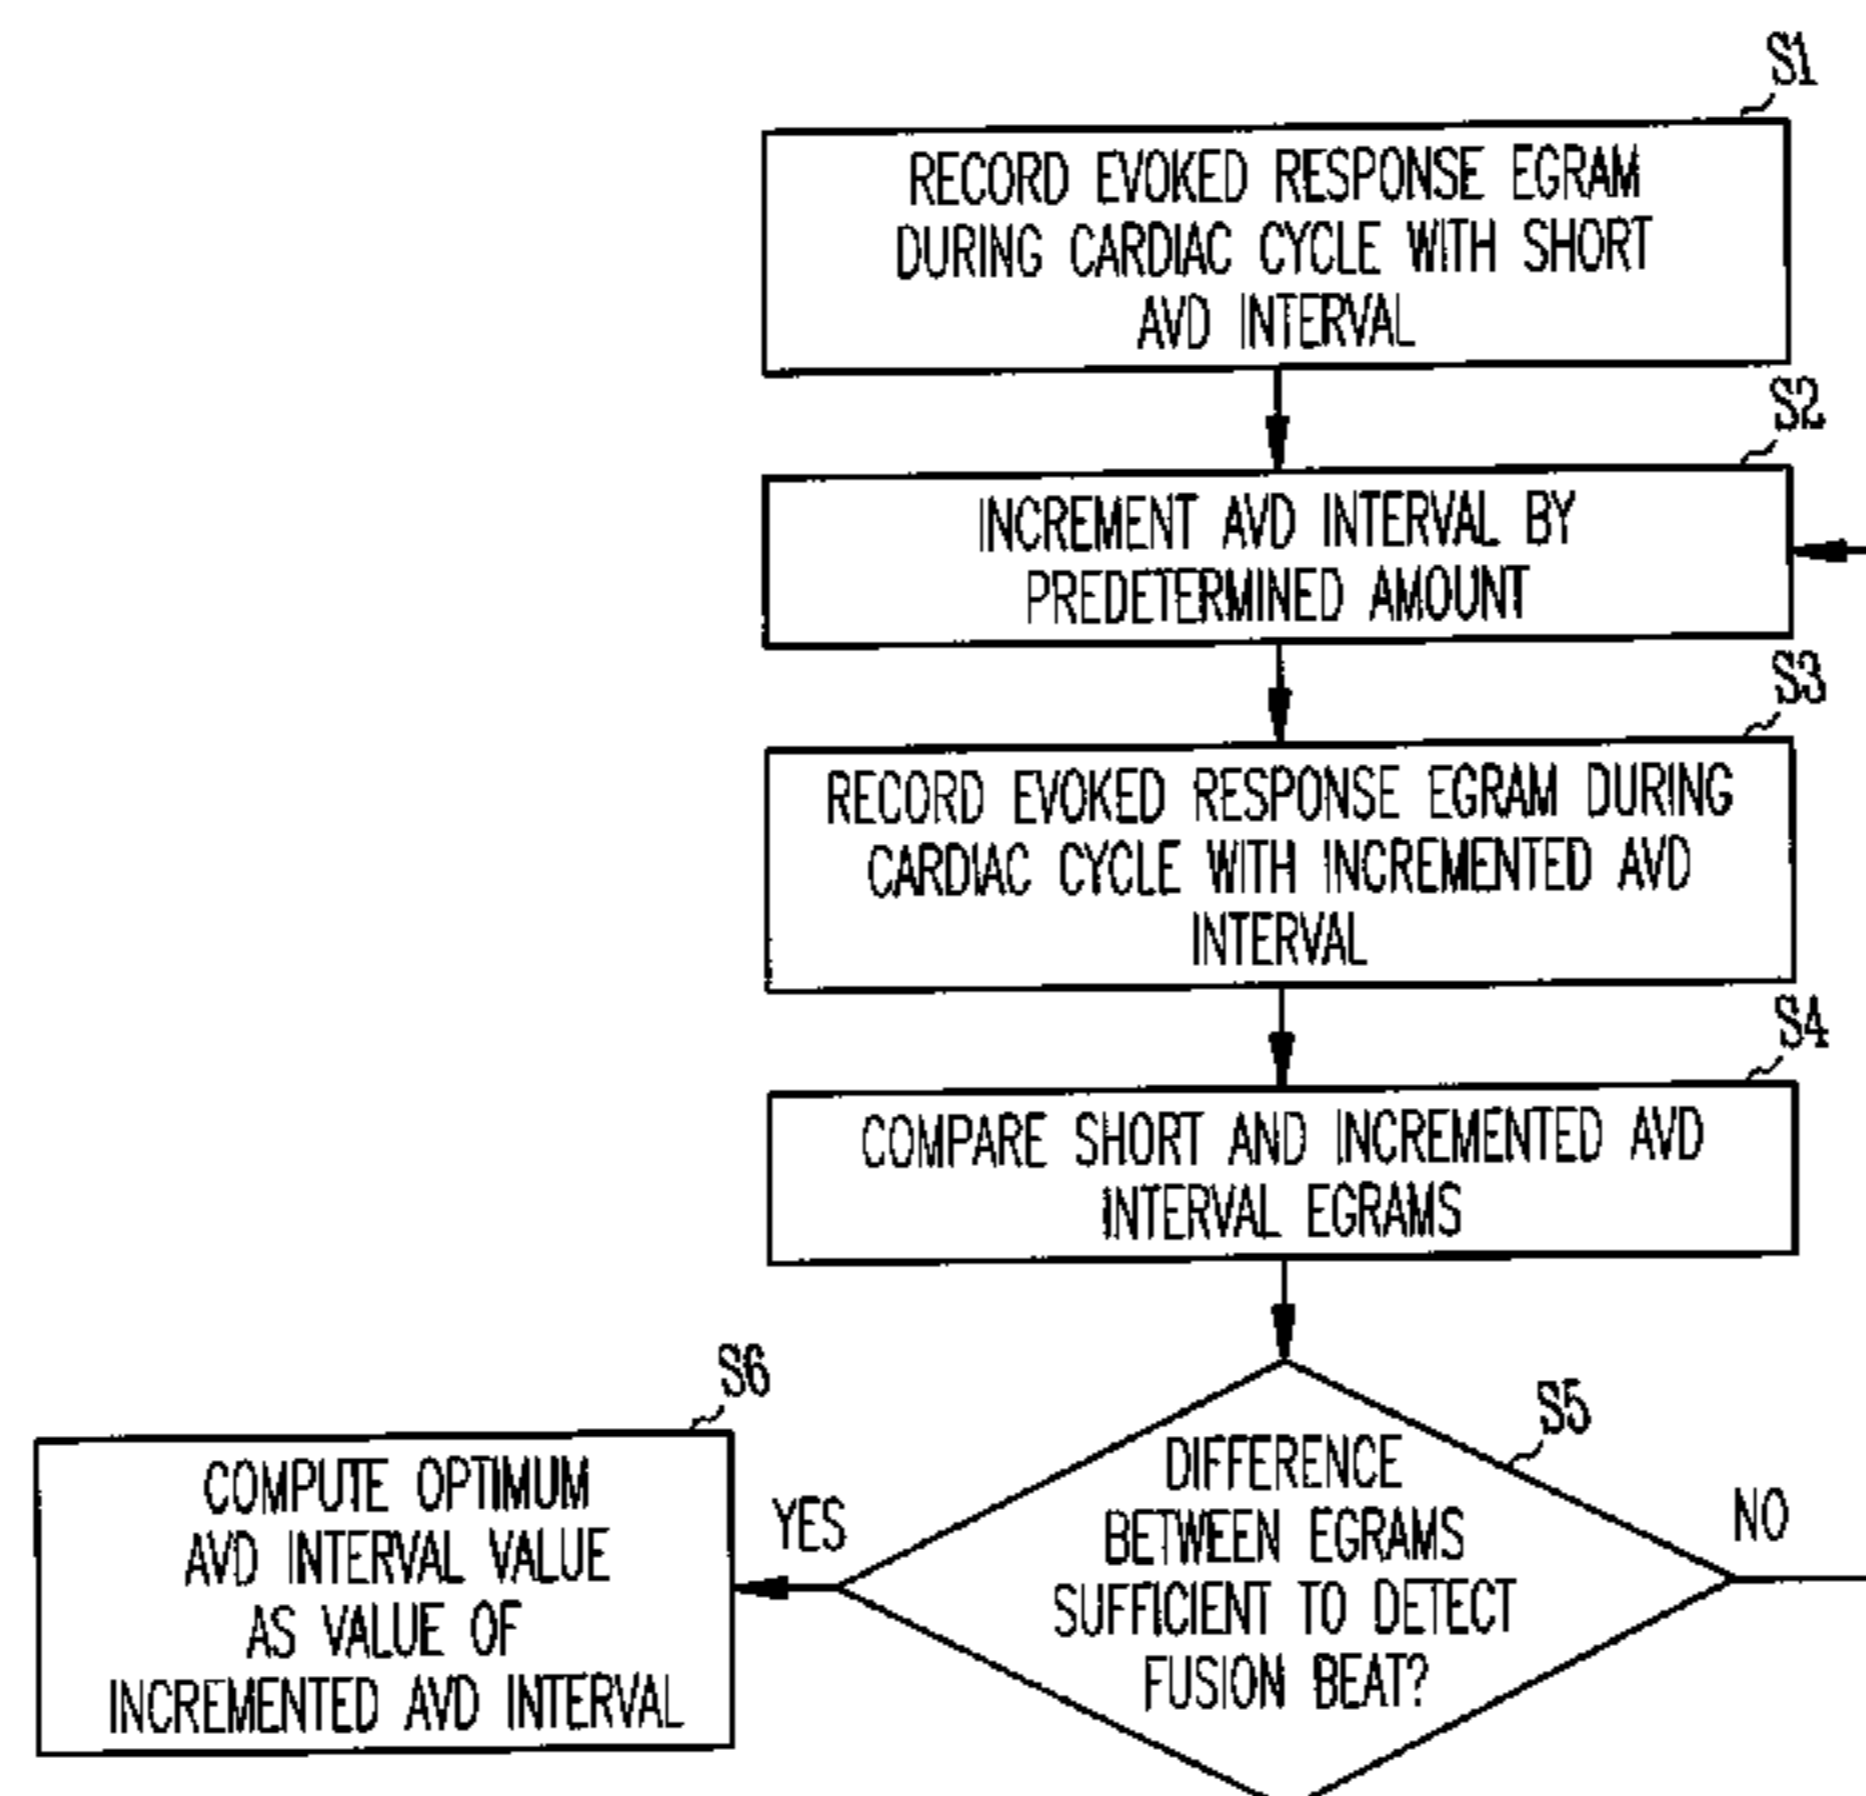 S1
RECORD EVOKED RESPONSE EGRAM
DURING CARDIAC CYCLE WITH SHORT
AVD INTERVAL
S2
INCREMENT AVD INTERVAL BY
PREDETERMINED AMOUNT
S3
RECORD EVOKED RESPONSE EGRAM DURING
CARDIAC CYCLE WITH INCREMENTED AVD
INTERVAL
S4
COMPARE SHORT AND INCREMENTED AVD
INTERVAL EGRAMS
S5
DIFFERENCE
BETWEEN EGRAMS
SUFFICIENT TO DETECT
FUSION BEAT?
NO
YES
S6
COMPUTE OPTIMUM
AVD INTERVAL VALUE
AS VALUE OF
INCREMENTED AVD INTERVAL